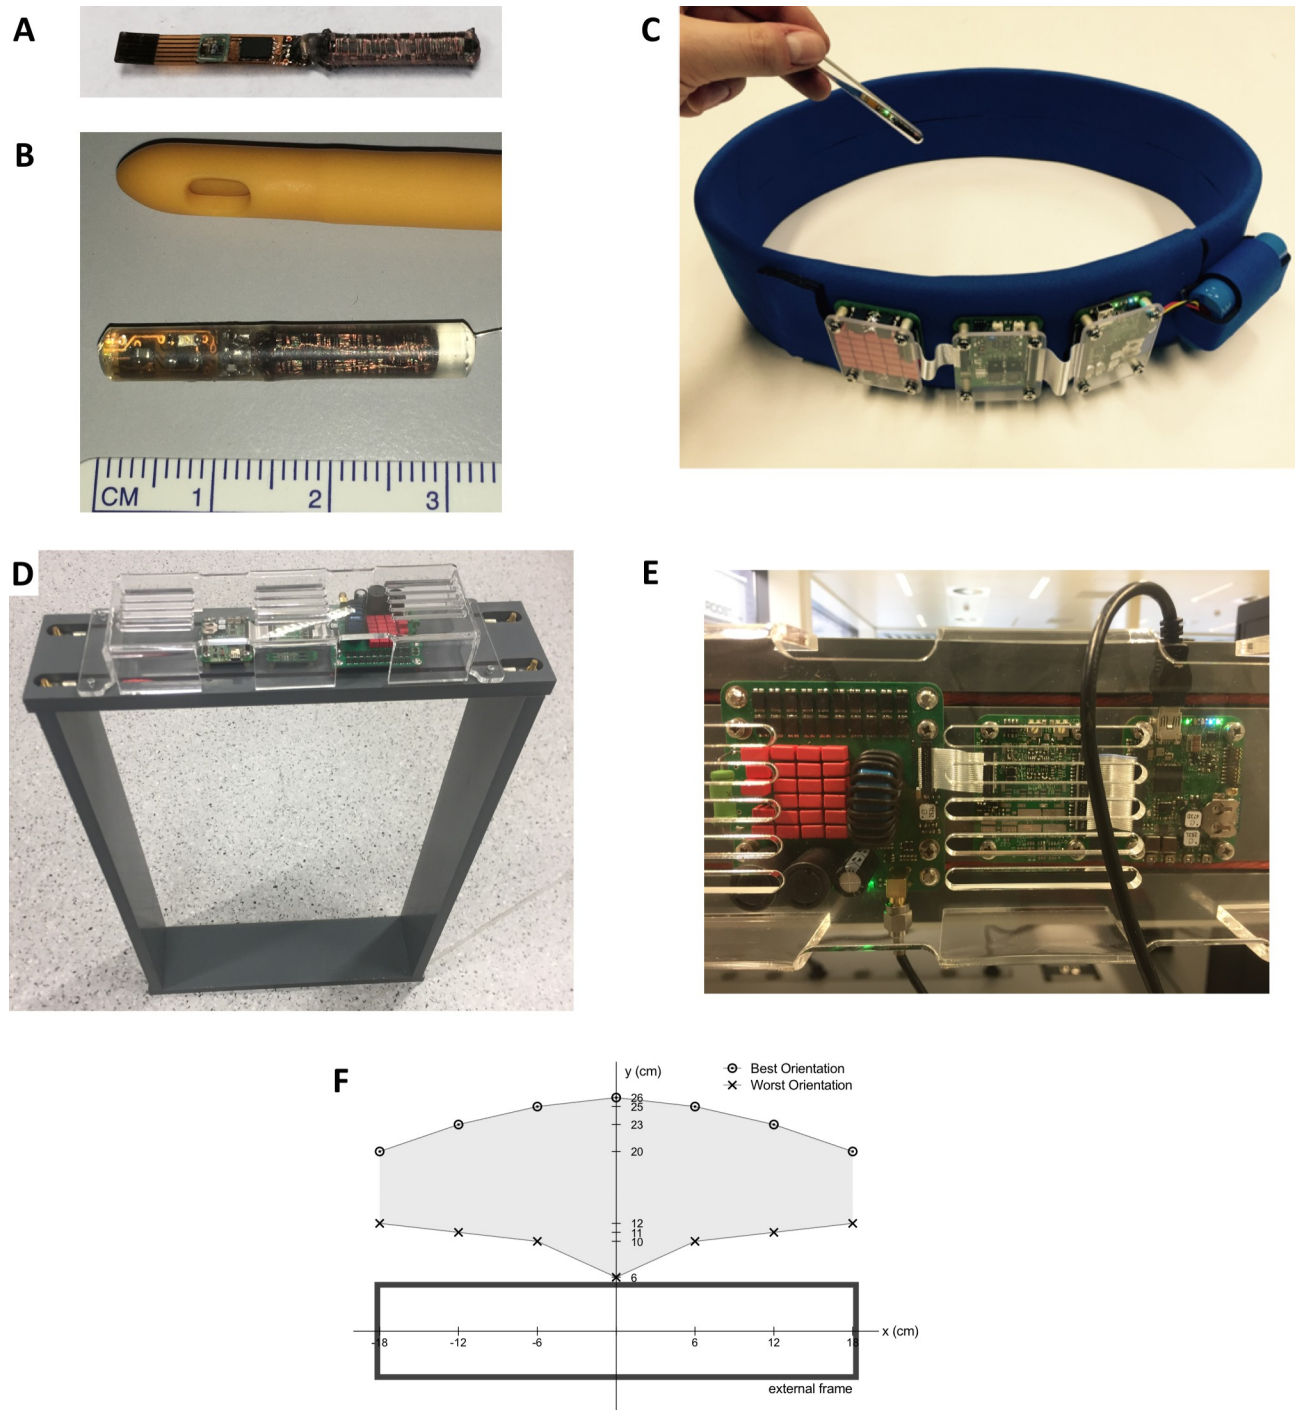 A
B
CM 1 2 3
C
D
E
F
y (cm)
Best Orientation
Worst Orientation
26
25
23
20
12
11
10
6
-18 -12 -6 6 12 18
x (cm)
external frame